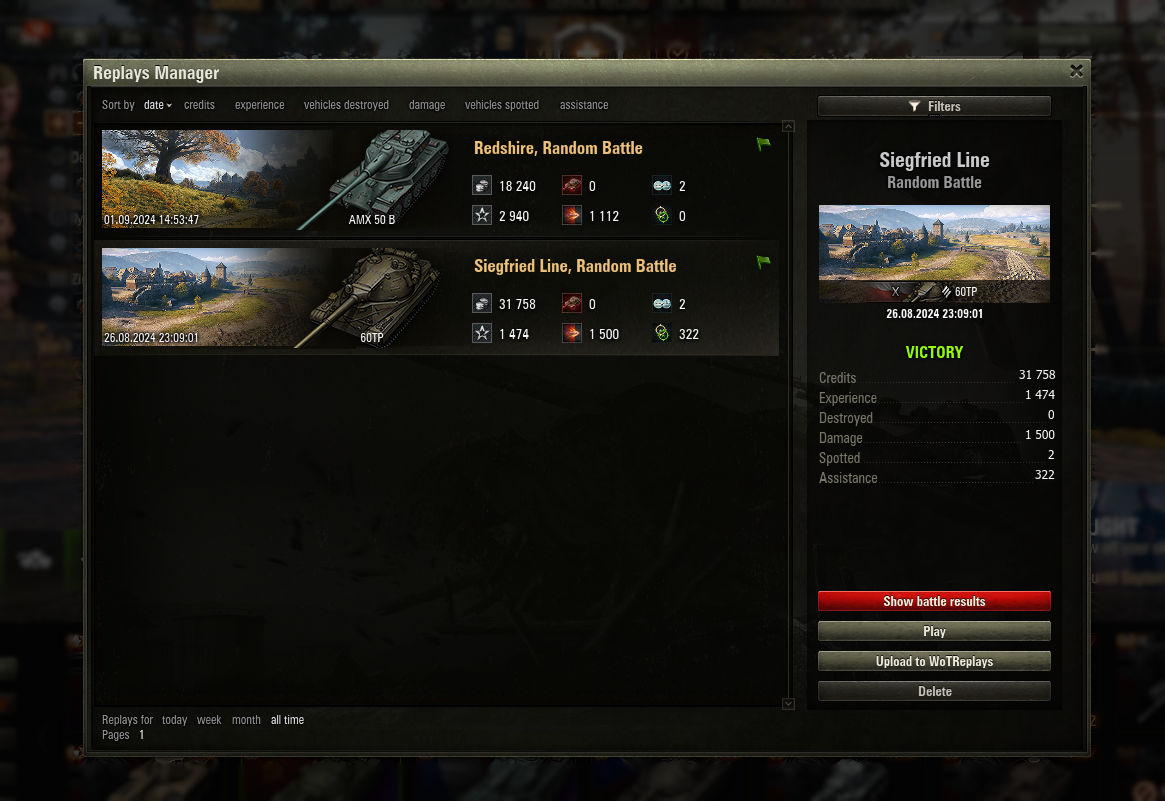 Replays Manager
Sort by date credits experience vehicles destroyed damage vehicles spotted assistance
Filters
Redshire, Random Battle
18 240 0 2
2 940 1 112 0
01.09.2024 14:53:47 AMX 50 B
Siegfried Line, Random Battle
31 758 0 2
1 474 1 500 322
26.08.2024 23:09:01 60TP
Siegfried Line
Random Battle
X 60TP
26.08.2024 23:09:01
VICTORY
Credits 31 758
Experience 1 474
Destroyed 0
Damage 1 500
Spotted 2
Assistance 322
Show battle results
Play
Upload to WoTReplays
Delete
Replays for today week month all time
Pages 1